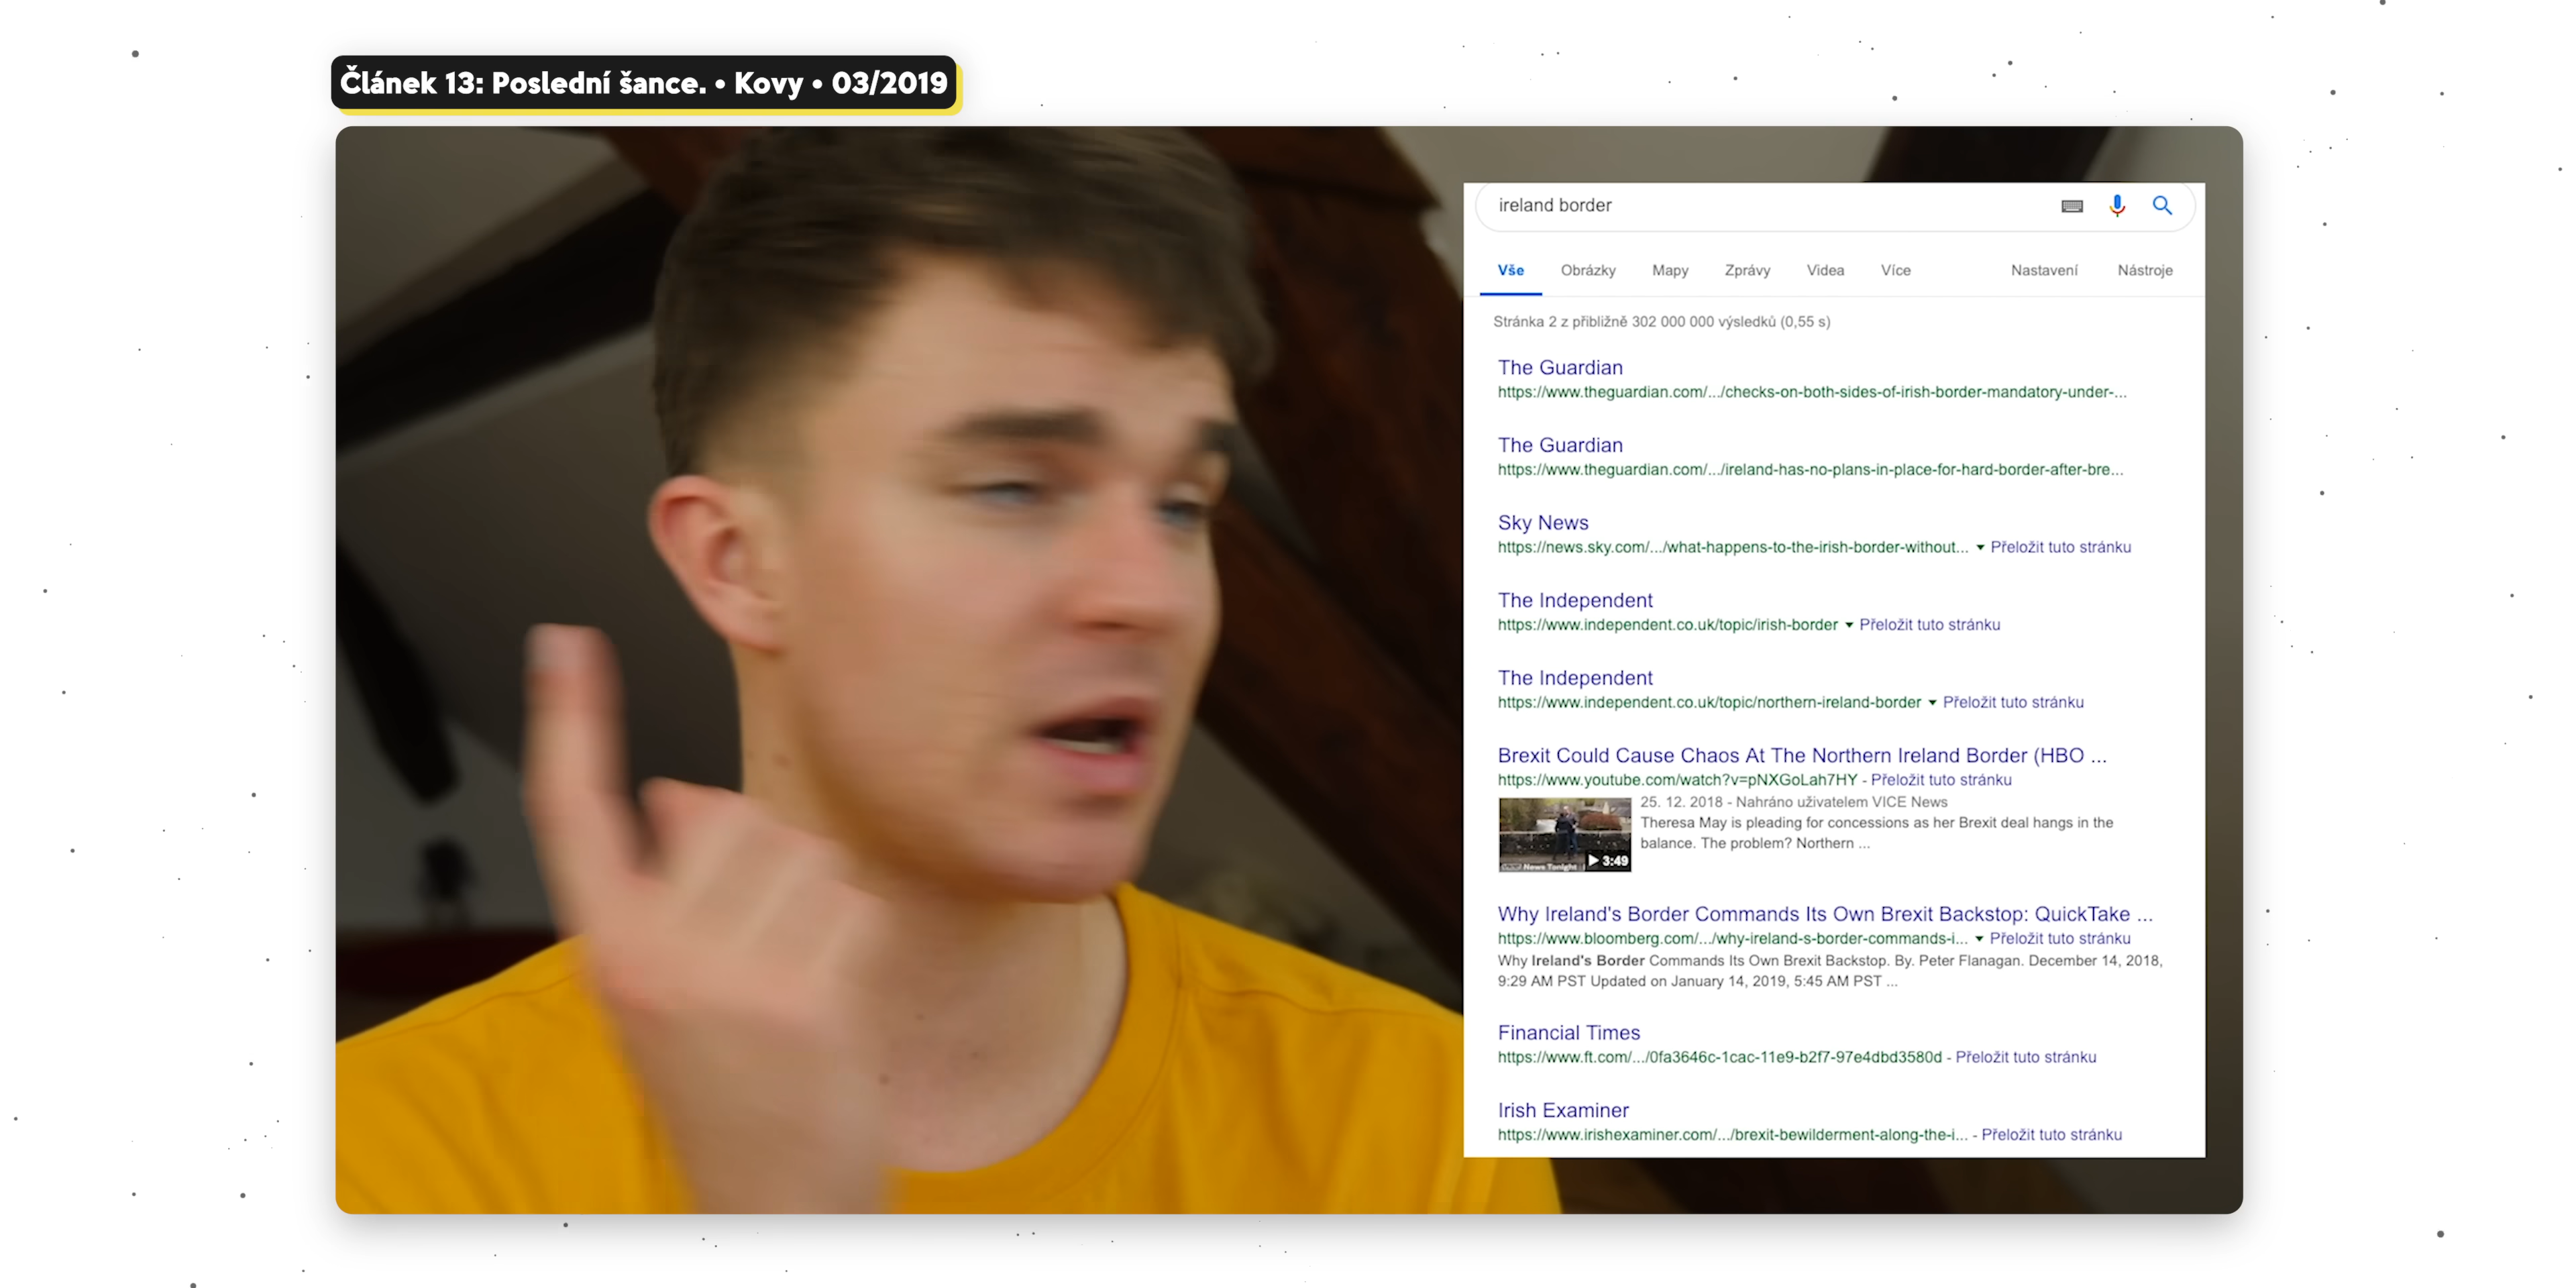 Článek 13: Poslední šance. • Kovy • 03/2019
ireland border
Vše Obrázky Mapy Zprávy Videa Více Nastavení Nástroje
Stránka 2 z přibližně 302 000 000 výsledků (0,55 s)
The Guardian
https://www.theguardian.com/.../checks-on-both-sides-of-irish-border-mandatory-under-...
The Guardian
https://www.theguardian.com/.../ireland-has-no-plans-in-place-for-hard-border-after-bre...
Sky News
https://news.sky.com/.../what-happens-to-the-irish-border-without... ▾ Přeložit tuto stránku
The Independent
https://www.independent.co.uk/topic/irish-border ▾ Přeložit tuto stránku
The Independent
https://www.independent.co.uk/topic/northern-ireland-border ▾ Přeložit tuto stránku
Brexit Could Cause Chaos At The Northern Ireland Border (HBO ...
https://www.youtube.com/watch?v=pNXGoLah7HY - Přeložit tuto stránku
25. 12. 2018 - Nahráno uživatelem VICE News
Theresa May is pleading for concessions as her Brexit deal hangs in the
balance. The problem? Northern ...
News Tonight
3:49
Why Ireland's Border Commands Its Own Brexit Backstop: QuickTake ...
https://www.bloomberg.com/.../why-ireland-s-border-commands-i... ▾ Přeložit tuto stránku
Why Ireland's Border Commands Its Own Brexit Backstop. By. Peter Flanagan. December 14, 2018,
9:29 AM PST Updated on January 14, 2019, 5:45 AM PST ...
Financial Times
https://www.ft.com/.../0fa3646c-1cac-11e9-b2f7-97e4dbd3580d - Přeložit tuto stránku
Irish Examiner
https://www.irishexaminer.com/.../brexit-bewilderment-along-the-i... - Přeložit tuto stránku